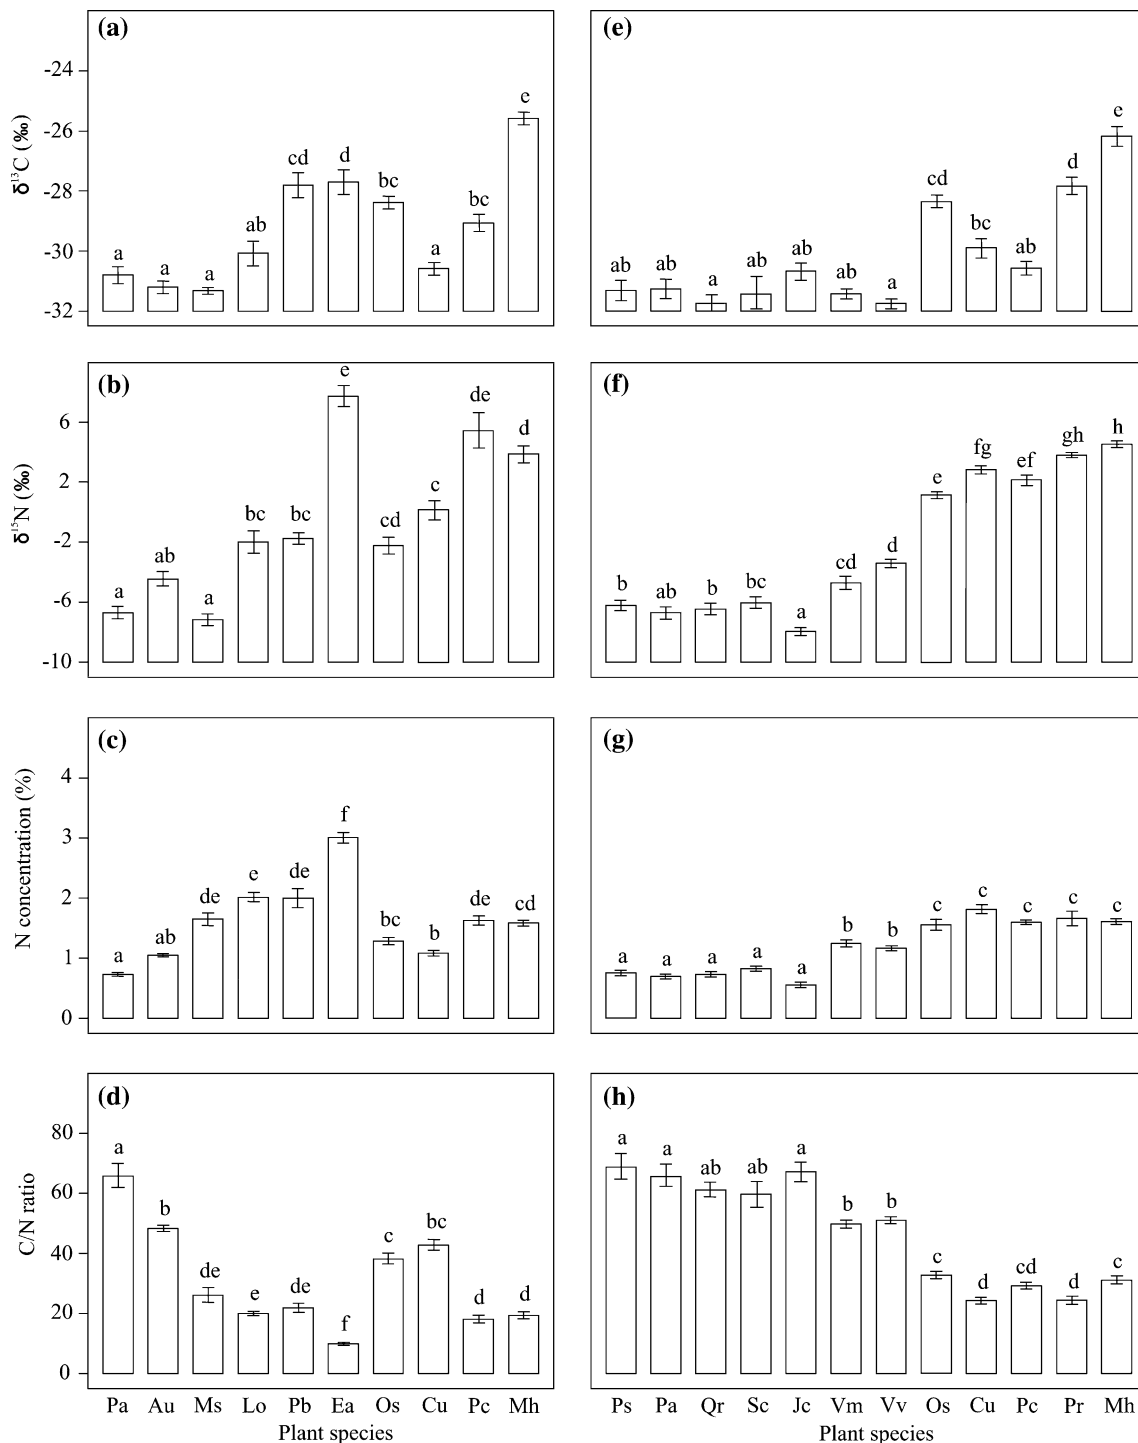 (a)
(e)
-24
-26
-28
-30
-32
δ¹³C (‰)
a
a
a
ab
cd
d
bc
a
bc
e
ab
ab
a
ab
ab
ab
a
cd
bc
ab
d
e
(b)
(f)
6
2
-2
-6
-10
δ¹⁵N (‰)
a
ab
a
bc
bc
e
cd
c
de
d
b
ab
b
bc
a
cd
d
e
fg
ef
gh
h
(c)
(g)
4
3
2
1
0
N concentration (%)
a
ab
de
e
de
f
bc
b
de
cd
a
a
a
a
a
b
b
c
c
c
c
c
(d)
(h)
80
60
40
20
0
C/N ratio
a
b
de
e
de
f
c
bc
d
d
a
a
ab
ab
a
b
b
c
d
cd
d
c
Pa Au Ms Lo Pb Ea Os Cu Pc Mh
Plant species
Ps Pa Qr Sc Jc Vm Vv Os Cu Pc Pr Mh
Plant species